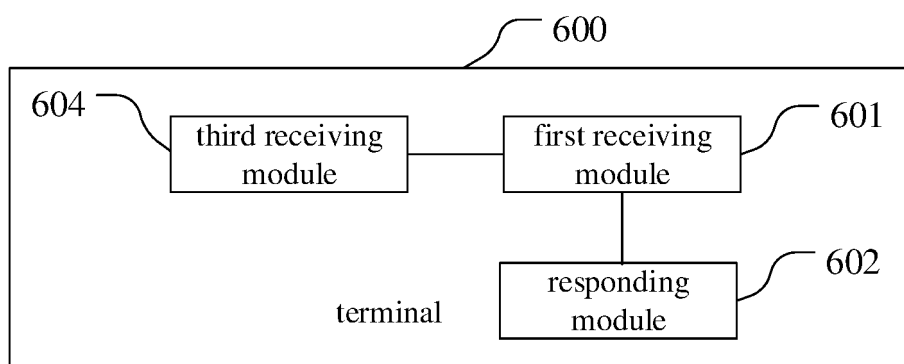 600
604
third receiving
module
first receiving
module
601
responding
module
602
terminal